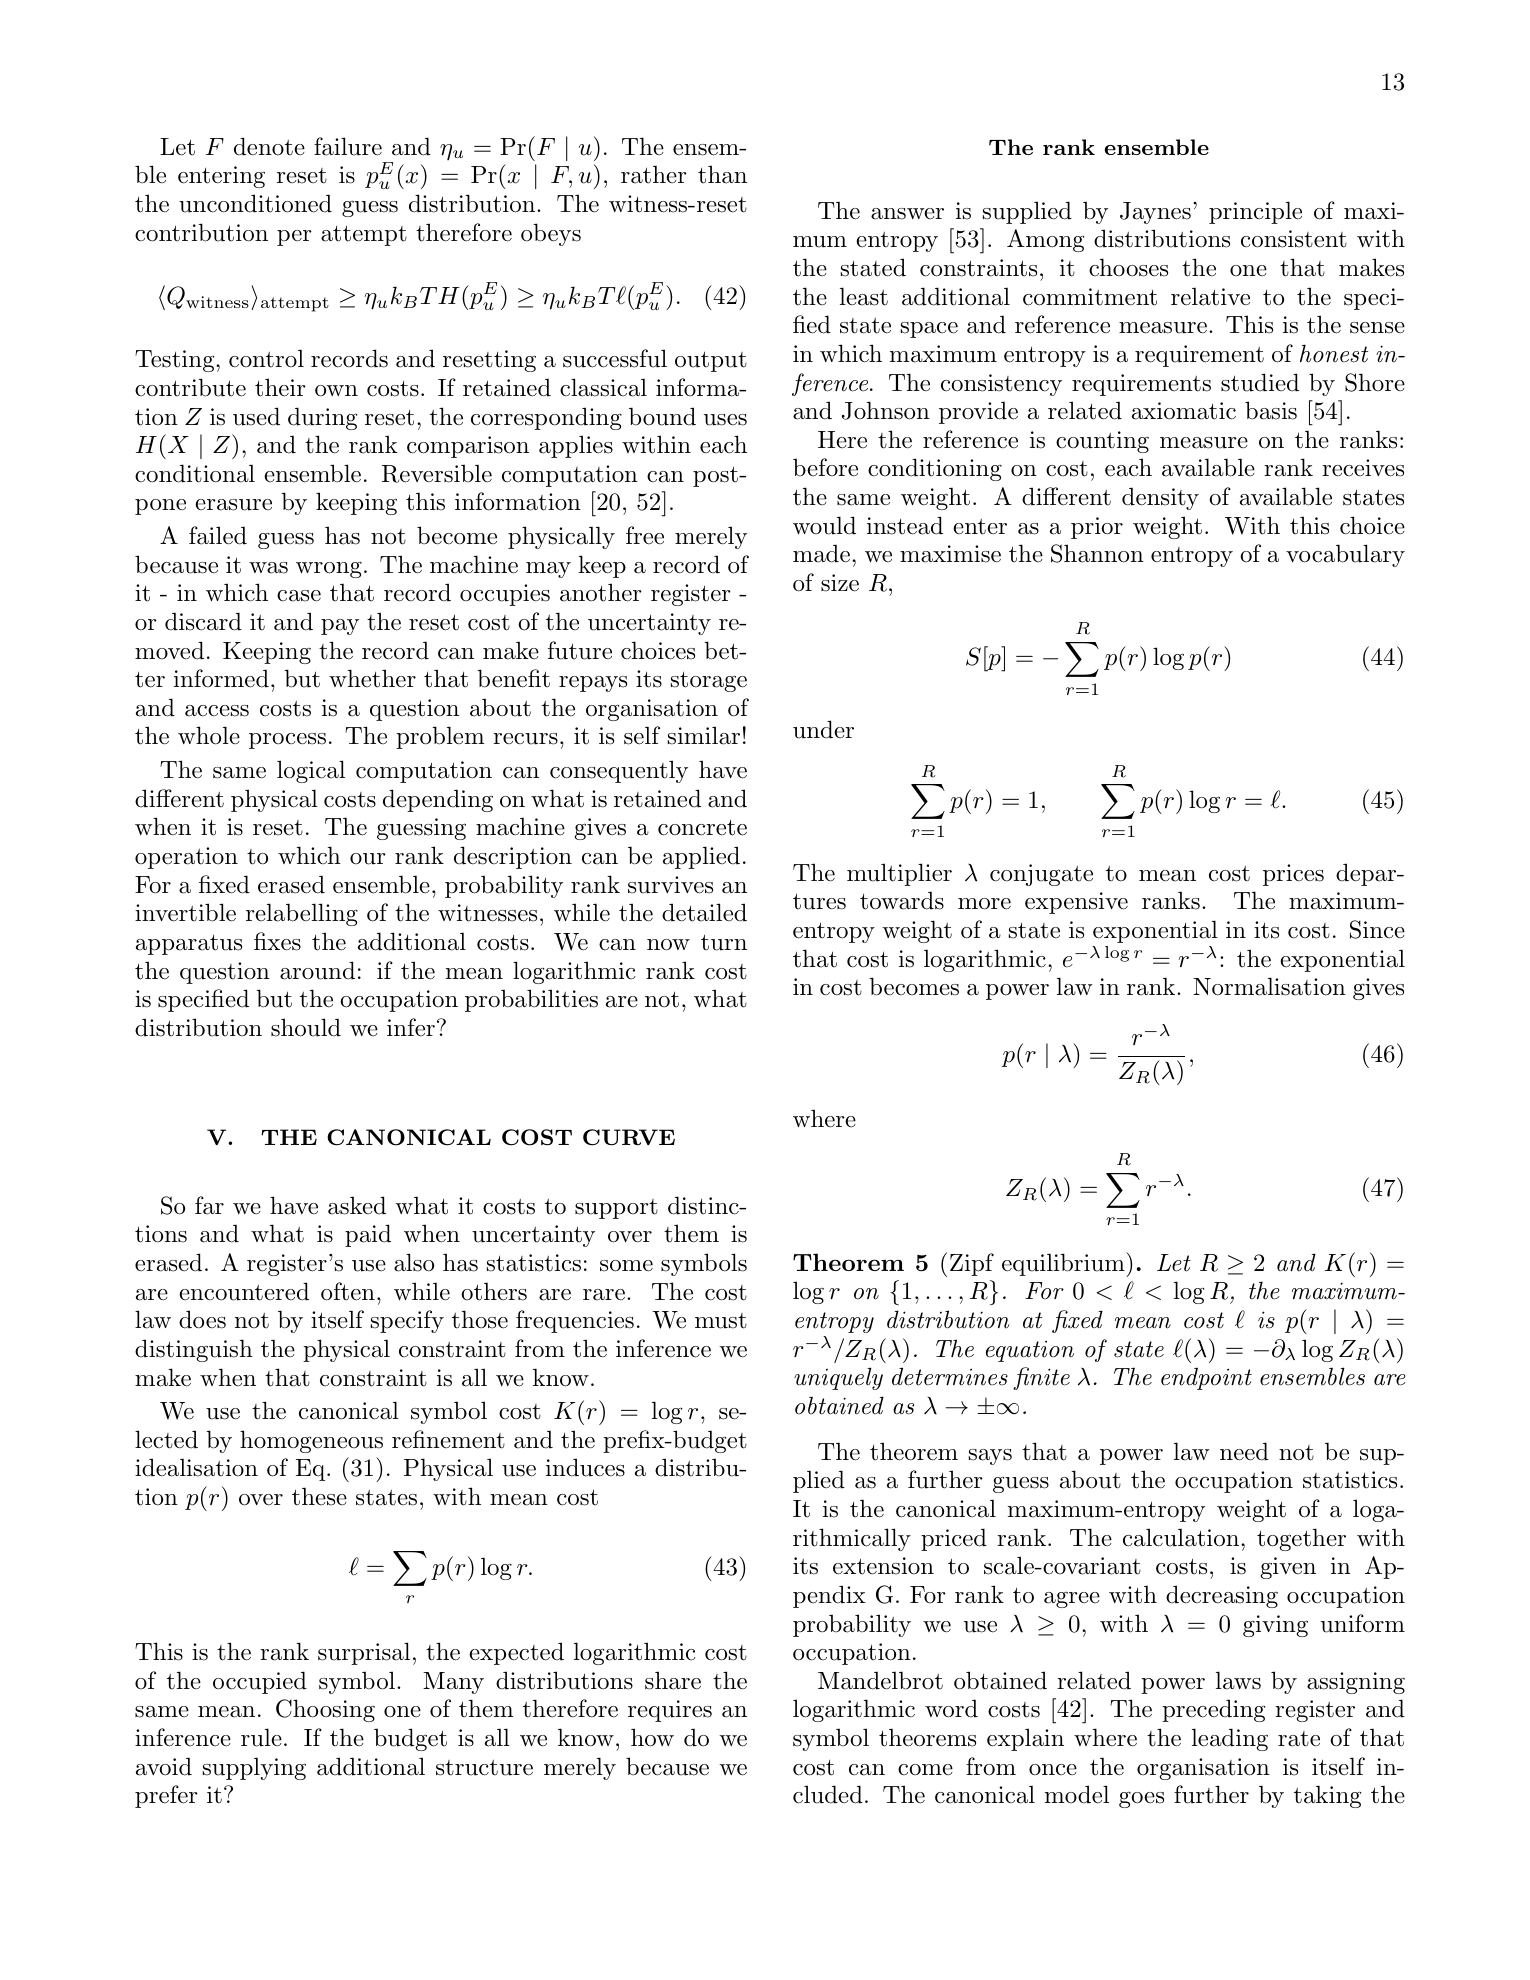 13
Let F denote failure and η_u = Pr(F | u). The ensem-
ble entering reset is p_u^E(x) = Pr(x | F, u), rather than
the unconditioned guess distribution. The witness-reset
contribution per attempt therefore obeys
⟨Q_witness⟩_attempt ≥ η_u k_B T H(p_u^E) ≥ η_u k_B T ℓ(p_u^E). (42)
Testing, control records and resetting a successful output
contribute their own costs. If retained classical informa-
tion Z is used during reset, the corresponding bound uses
H(X | Z), and the rank comparison applies within each
conditional ensemble. Reversible computation can post-
pone erasure by keeping this information [20, 52].
A failed guess has not become physically free merely
because it was wrong. The machine may keep a record of
it - in which case that record occupies another register -
or discard it and pay the reset cost of the uncertainty re-
moved. Keeping the record can make future choices bet-
ter informed, but whether that benefit repays its storage
and access costs is a question about the organisation of
the whole process. The problem recurs, it is self similar!
The same logical computation can consequently have
different physical costs depending on what is retained and
when it is reset. The guessing machine gives a concrete
operation to which our rank description can be applied.
For a fixed erased ensemble, probability rank survives an
invertible relabelling of the witnesses, while the detailed
apparatus fixes the additional costs. We can now turn
the question around: if the mean logarithmic rank cost
is specified but the occupation probabilities are not, what
distribution should we infer?
V. THE CANONICAL COST CURVE
So far we have asked what it costs to support distinc-
tions and what is paid when uncertainty over them is
erased. A register's use also has statistics: some symbols
are encountered often, while others are rare. The cost
law does not by itself specify those frequencies. We must
distinguish the physical constraint from the inference we
make when that constraint is all we know.
We use the canonical symbol cost K(r) = log r, se-
lected by homogeneous refinement and the prefix-budget
idealisation of Eq. (31). Physical use induces a distribu-
tion p(r) over these states, with mean cost
ℓ = ∑_r p(r) log r. (43)
This is the rank surprisal, the expected logarithmic cost
of the occupied symbol. Many distributions share the
same mean. Choosing one of them therefore requires an
inference rule. If the budget is all we know, how do we
avoid supplying additional structure merely because we
prefer it?
The rank ensemble
The answer is supplied by Jaynes' principle of maxi-
mum entropy [53]. Among distributions consistent with
the stated constraints, it chooses the one that makes
the least additional commitment relative to the speci-
fied state space and reference measure. This is the sense
in which maximum entropy is a requirement of honest in-
ference. The consistency requirements studied by Shore
and Johnson provide a related axiomatic basis [54].
Here the reference is counting measure on the ranks:
before conditioning on cost, each available rank receives
the same weight. A different density of available states
would instead enter as a prior weight. With this choice
made, we maximise the Shannon entropy of a vocabulary
of size R,
S[p] = −∑_{r=1}^{R} p(r) log p(r) (44)
under
∑_{r=1}^{R} p(r) = 1, ∑_{r=1}^{R} p(r) log r = ℓ. (45)
The multiplier λ conjugate to mean cost prices depar-
tures towards more expensive ranks. The maximum-
entropy weight of a state is exponential in its cost. Since
that cost is logarithmic, e^{−λ log r} = r^{−λ}: the exponential
in cost becomes a power law in rank. Normalisation gives
p(r | λ) = r^{−λ} / Z_R(λ), (46)
where
Z_R(λ) = ∑_{r=1}^{R} r^{−λ}. (47)
Theorem 5 (Zipf equilibrium). Let R ≥ 2 and K(r) =
log r on {1, . . . , R}. For 0 < ℓ < log R, the maximum-
entropy distribution at fixed mean cost ℓ is p(r | λ) =
r^{−λ}/Z_R(λ). The equation of state ℓ(λ) = −∂_λ log Z_R(λ)
uniquely determines finite λ. The endpoint ensembles are
obtained as λ → ±∞.
The theorem says that a power law need not be sup-
plied as a further guess about the occupation statistics.
It is the canonical maximum-entropy weight of a loga-
rithmically priced rank. The calculation, together with
its extension to scale-covariant costs, is given in Ap-
pendix G. For rank to agree with decreasing occupation
probability we use λ ≥ 0, with λ = 0 giving uniform
occupation.
Mandelbrot obtained related power laws by assigning
logarithmic word costs [42]. The preceding register and
symbol theorems explain where the leading rate of that
cost can come from once the organisation is itself in-
cluded. The canonical model goes further by taking the